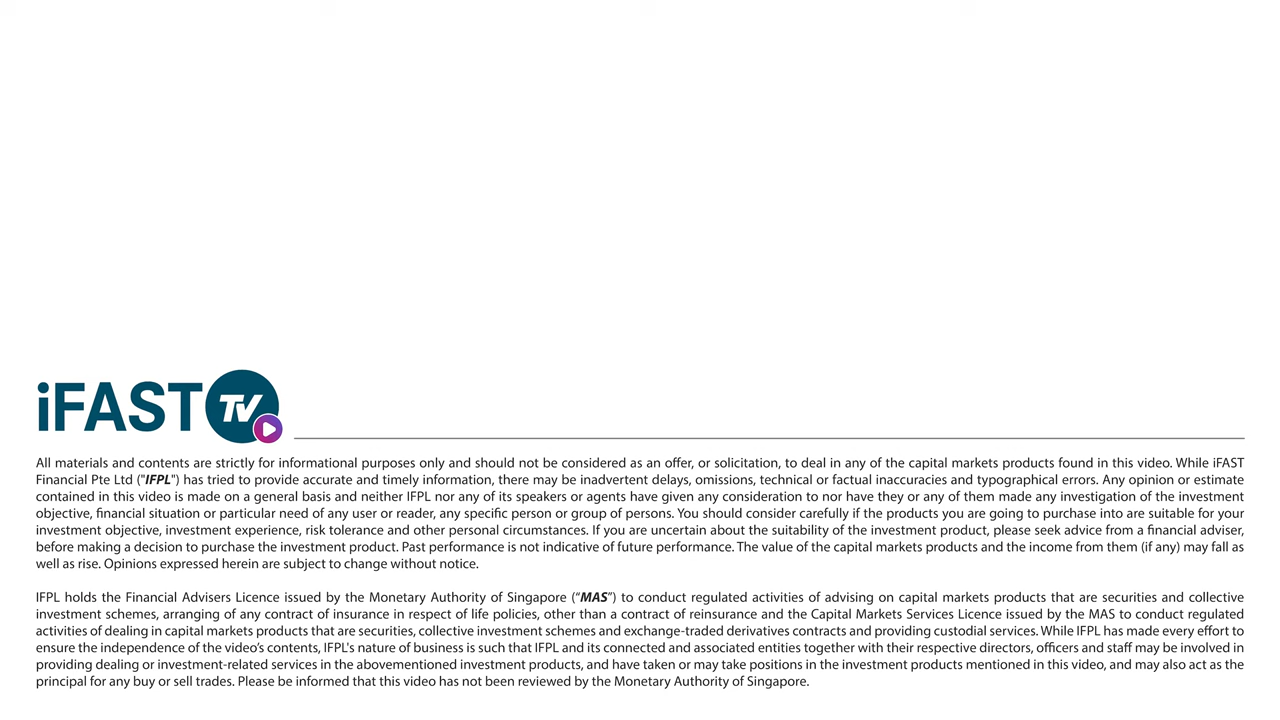 iFAST TV
All materials and contents are strictly for informational purposes only and should not be considered as an offer, or solicitation, to deal in any of the capital markets products found in this video. While iFAST
Financial Pte Ltd ("IFPL") has tried to provide accurate and timely information, there may be inadvertent delays, omissions, technical or factual inaccuracies and typographical errors. Any opinion or estimate
contained in this video is made on a general basis and neither IFPL nor any of its speakers or agents have given any consideration to nor have they or any of them made any investigation of the investment
objective, financial situation or particular need of any user or reader, any specific person or group of persons. You should consider carefully if the products you are going to purchase into are suitable for your
investment objective, investment experience, risk tolerance and other personal circumstances. If you are uncertain about the suitability of the investment product, please seek advice from a financial adviser,
before making a decision to purchase the investment product. Past performance is not indicative of future performance. The value of the capital markets products and the income from them (if any) may fall as
well as rise. Opinions expressed herein are subject to change without notice.
IFPL holds the Financial Advisers Licence issued by the Monetary Authority of Singapore (“MAS”) to conduct regulated activities of advising on capital markets products that are securities and collective
investment schemes, arranging of any contract of insurance in respect of life policies, other than a contract of reinsurance and the Capital Markets Services Licence issued by the MAS to conduct regulated
activities of dealing in capital markets products that are securities, collective investment schemes and exchange-traded derivatives contracts and providing custodial services. While IFPL has made every effort to
ensure the independence of the video’s contents, IFPL's nature of business is such that IFPL and its connected and associated entities together with their respective directors, officers and staff may be involved in
providing dealing or investment-related services in the abovementioned investment products, and have taken or may take positions in the investment products mentioned in this video, and may also act as the
principal for any buy or sell trades. Please be informed that this video has not been reviewed by the Monetary Authority of Singapore.